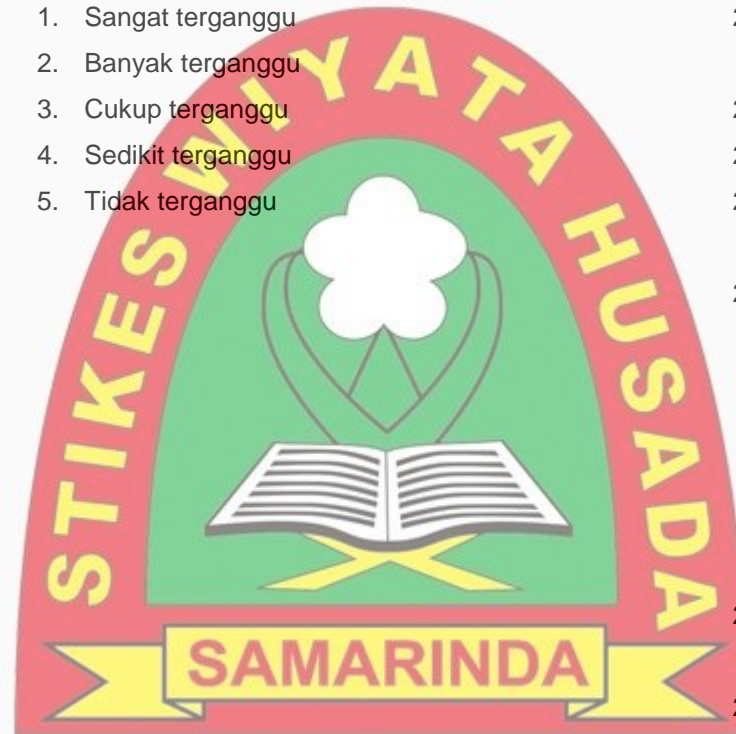 1. Sangat terganggu
2. Banyak terganggu
3. Cukup terganggu
4. Sedikit terganggu
5. Tidak terganggu
STIKES WIYATA HUSADA
SAMARINDA